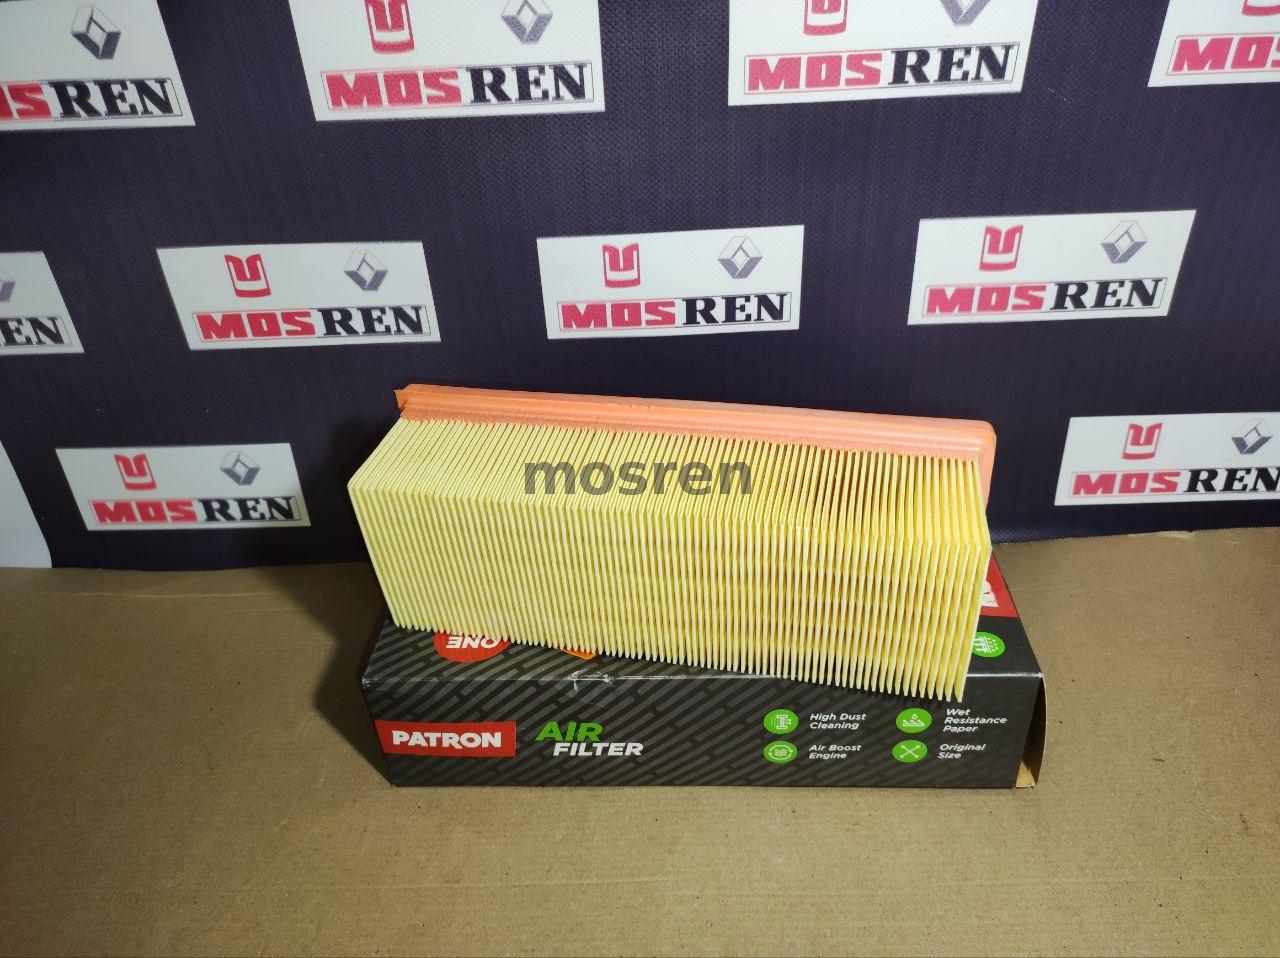 MOSREN
MOSREN
MOSREN
MOSREN
MOSREN
MOSREN
MOSREN
MOSREN
MOSREN
mosren
ONE
PATRON
AIR
FILTER
High Dust
Cleaning
Wet
Resistance
Paper
Air Boost
Engine
Original
Size